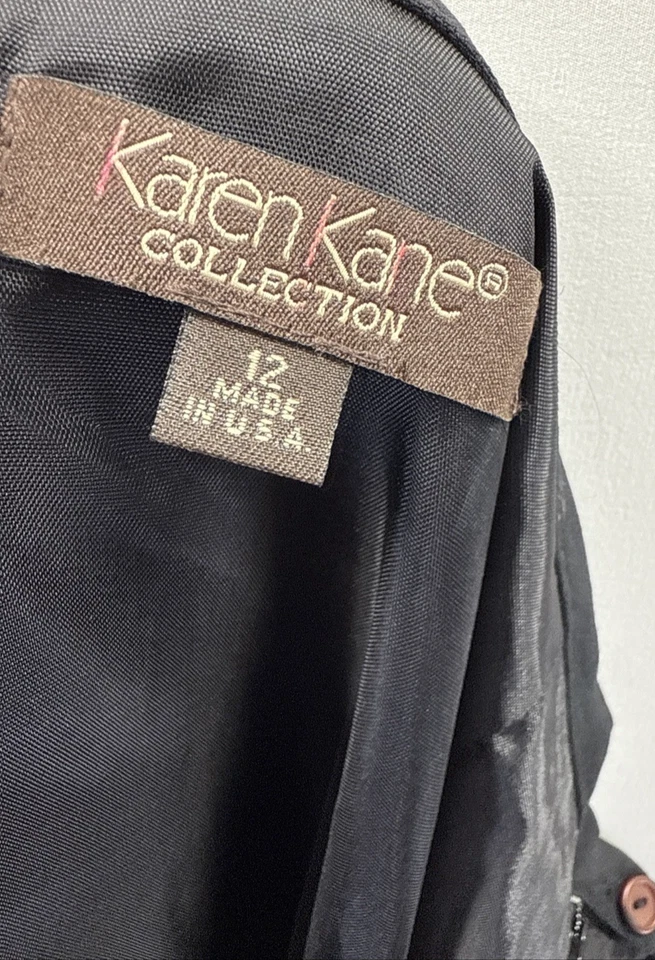 Karen Kane®
COLLECTION
12
MADE
IN U.S.A.